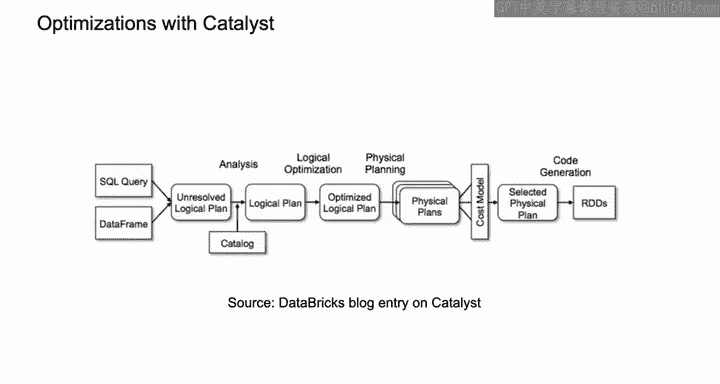 Optimizations with Catalyst
Analysis
Logical
Optimization
Physical
Planning
Code
Generation
SQL Query
DataFrame
Unresolved
Logical Plan
Logical Plan
Optimized
Logical Plan
Physical
Plans
Cost Model
Selected
Physical
Plan
RDDs
Catalog
Source: DataBricks blog entry on Catalyst